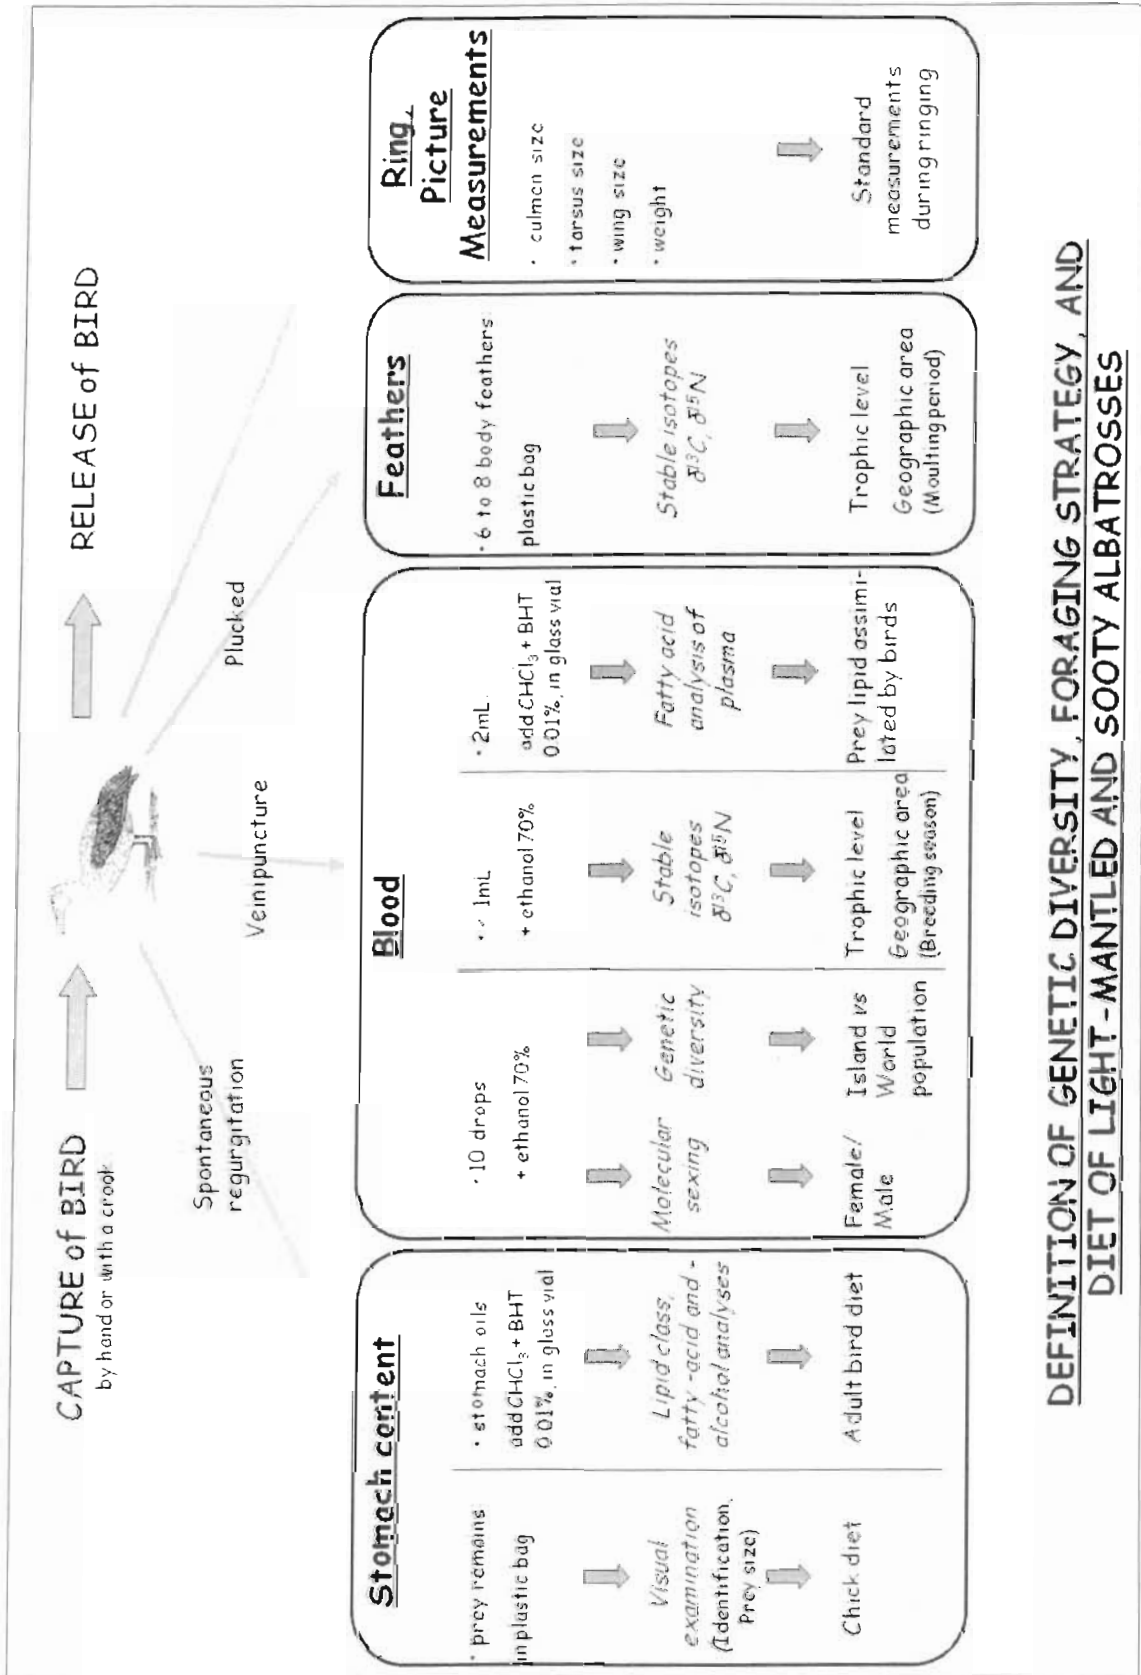 CAPTURE of BIRD
by hand or with a crook
RELEASE of BIRD
Spontaneous
regurgitation
Veinipuncture
Plucked
Stomach content
• prey remains
in plastic bag
Visual
examination
(Identification,
Prey size)
Chick diet
• stomach oils
add CHCl₃ + BHT
0.01%, in glass vial
Lipid class,
fatty-acid and -
alcohol analyses
Adult bird diet
Blood
• 10 drops
+ ethanol 70%
Molecular
sexing
Female/
Male
Genetic
diversity
Island vs
World
population
• 1mL
+ ethanol 70%
Stable
isotopes
δ¹³C, δ¹⁵N
Trophic level
Geographic area
(Breeding season)
• 2mL
add CHCl₃ + BHT
0.01%, in glass vial
Fatty acid
analysis of
plasma
Prey lipid assimi-
lated by birds
Feathers
• 6 to 8 body feathers
plastic bag
Stable isotopes
δ¹³C, δ¹⁵N
Trophic level
Geographic area
(Moulting period)
Ring,
Picture
Measurements
• culmen size
• tarsus size
• wing size
• weight
Standard
measurements
during ringing
DEFINITION OF GENETIC DIVERSITY, FORAGING STRATEGY, AND
DIET OF LIGHT-MANTLED AND SOOTY ALBATROSSES